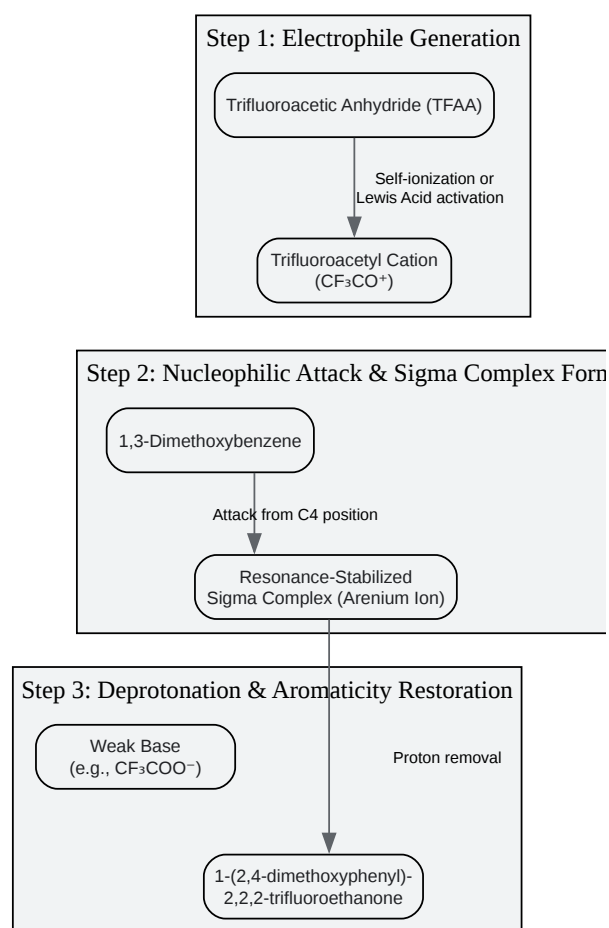 Step 1: Electrophile Generation
Trifluoroacetic Anhydride (TFAA)
Self-ionization or
Lewis Acid activation
Trifluoroacetyl Cation
(CF₃CO⁺)
Step 2: Nucleophilic Attack & Sigma Complex Form
1,3-Dimethoxybenzene
Attack from C4 position
Resonance-Stabilized
Sigma Complex (Arenium Ion)
Step 3: Deprotonation & Aromaticity Restoration
Weak Base
(e.g., CF₃COO⁻)
Proton removal
1-(2,4-dimethoxyphenyl)-
2,2,2-trifluoroethanone